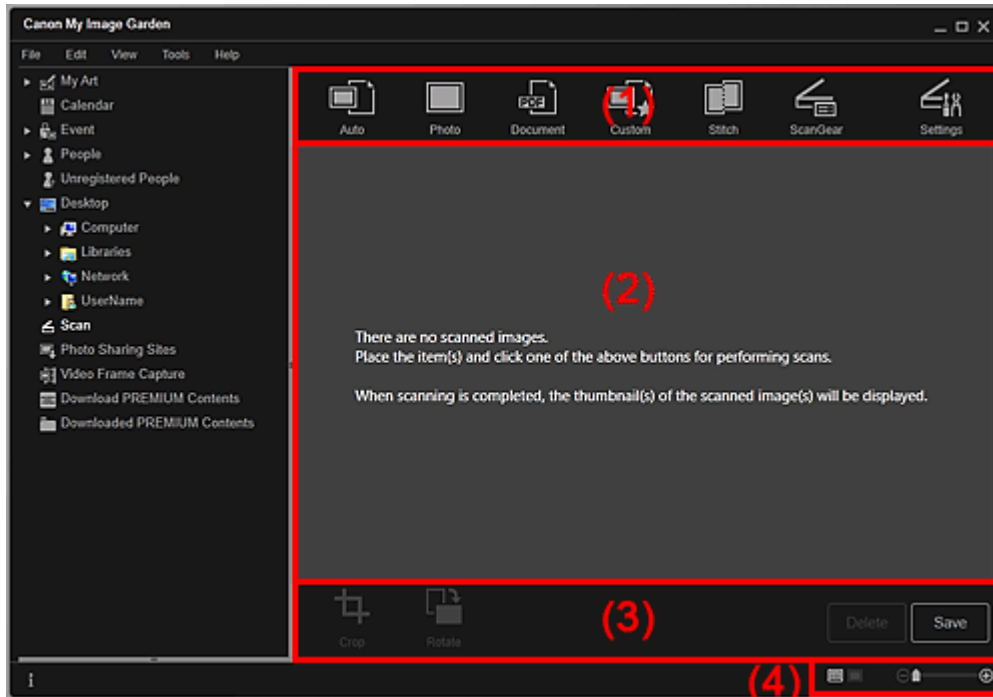 Canon My Image Garden
File Edit View Tools Help
My Art
Calendar
Event
People
Unregistered People
Desktop
Computer
Libraries
Network
UserName
Scan
Photo Sharing Sites
Video Frame Capture
Download PREMIUM Contents
Downloaded PREMIUM Contents
(1)
Auto Photo Document Custom Stitch ScanGear Settings
PDF
(2)
There are no scanned images.
Place the item(s) and click one of the above buttons for performing scans.
When scanning is completed, the thumbnail(s) of the scanned image(s) will be displayed.
(3)
Crop Rotate Delete Save
(4)